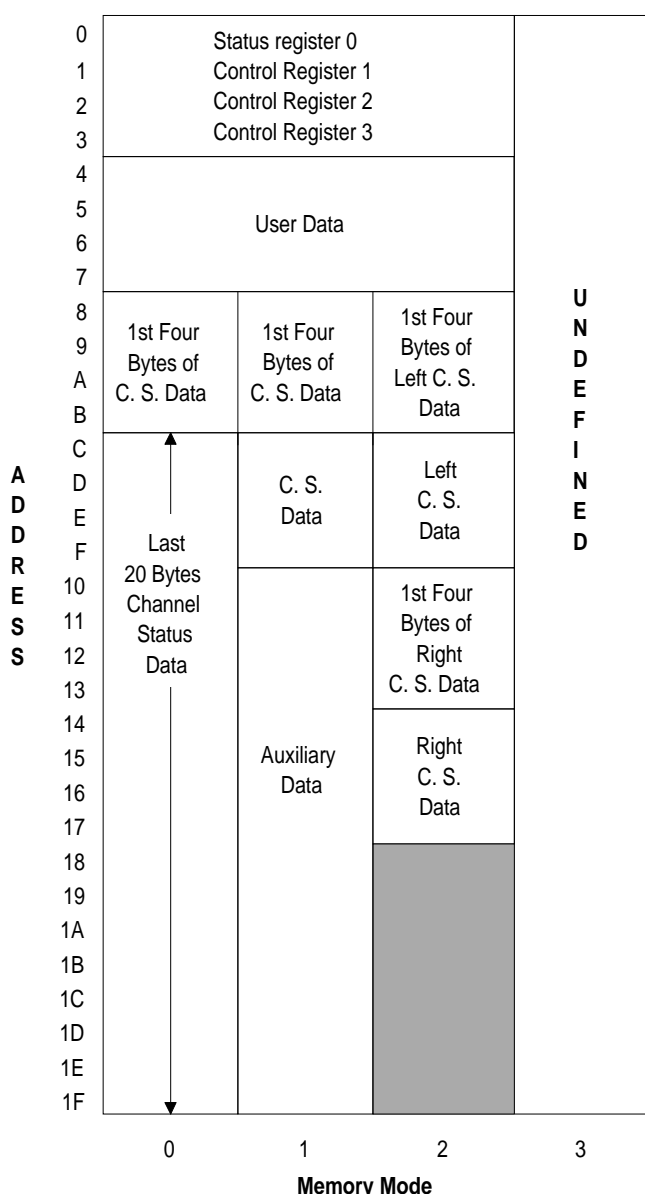 0
1
2
3
4
5
6
7
8
9
A
B
C
D
E
F
10
11
12
13
14
15
16
17
18
19
1A
1B
1C
1D
1E
1F
ADDRESS
Status register 0
Control Register 1
Control Register 2
Control Register 3
User Data
1st Four
Bytes of
C. S. Data
1st Four
Bytes of
C. S. Data
1st Four
Bytes of
Left C. S.
Data
Last
20 Bytes
Channel
Status
Data
C. S.
Data
Left
C. S.
Data
Auxiliary
Data
1st Four
Bytes of
Right
C. S. Data
Right
C. S.
Data
UNDEFINED
0 1 2 3
Memory Mode